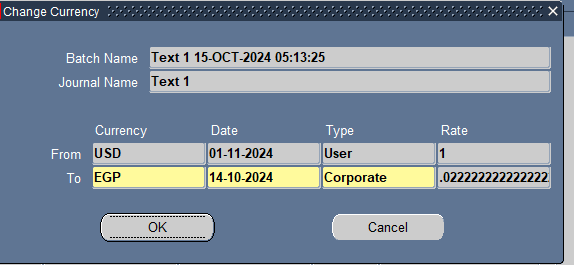 Change Currency
Batch Name Text 1 15-OCT-2024 05:13:25
Journal Name Text 1
Currency Date Type Rate
From USD 01-11-2024 User 1
To EGP 14-10-2024 Corporate .022222222222222
OK Cancel